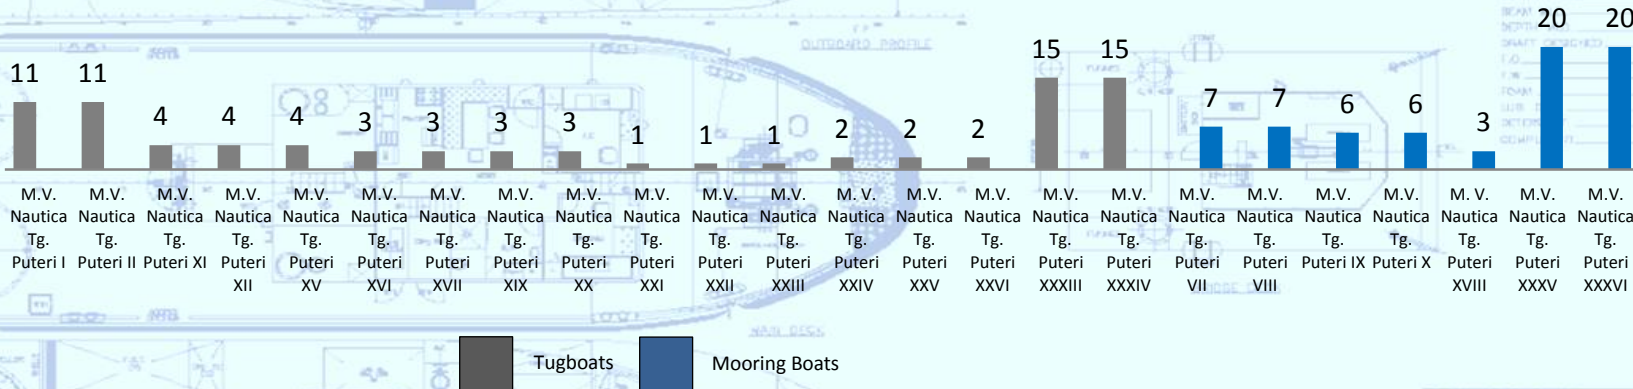 11
11
4
4
4
3
3
3
3
1
1
1
2
2
2
15
15
7
7
6
6
3
20
20
M.V.
Nautica
Tg.
Puteri I
M.V.
Nautica
Tg.
Puteri II
M.V.
Nautica
Tg.
Puteri XI
M.V.
Nautica
Tg.
Puteri
XII
M.V.
Nautica
Tg.
Puteri
XV
M.V.
Nautica
Tg.
Puteri
XVI
M.V.
Nautica
Tg.
Puteri
XVII
M.V.
Nautica
Tg.
Puteri
XIX
M.V.
Nautica
Tg.
Puteri
XX
M.V.
Nautica
Tg.
Puteri
XXI
M.V.
Nautica
Tg.
Puteri
XXII
M.V.
Nautica
Tg.
Puteri
XXIII
M. V.
Nautica
Tg.
Puteri
XXIV
M.V.
Nautica
Tg.
Puteri
XXV
M.V.
Nautica
Tg.
Puteri
XXVI
M.V.
Nautica
Tg.
Puteri
XXXIII
M.V.
Nautica
Tg.
Puteri
XXXIV
M.V.
Nautica
Tg.
Puteri
VII
M.V.
Nautica
Tg.
Puteri
VIII
M.V.
Nautica
Tg.
Puteri IX
M.V.
Nautica
Tg.
Puteri X
M. V.
Nautica
Tg.
Puteri
XVIII
M.V.
Nautica
Tg.
Puteri
XXXV
M.V.
Nautica
Tg.
Puteri
XXXVI
Tugboats
Mooring Boats
OUTBOARD PROFILE
MAIN DECK